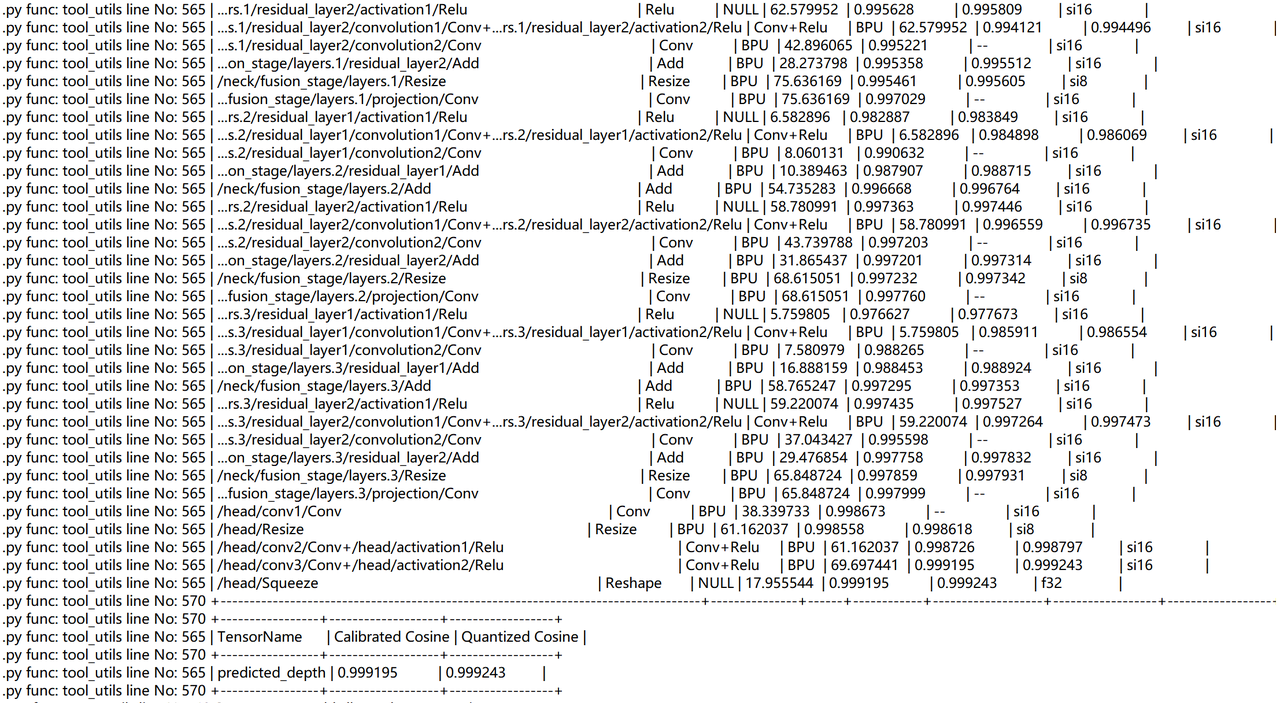 .py func: tool_utils line No: 565 | ...rs.1/residual_layer2/activation1/Relu | Relu | NULL | 62.579952 | 0.995628 | 0.995809 | si16 |
.py func: tool_utils line No: 565 | ...s.1/residual_layer2/convolution1/Conv+...rs.1/residual_layer2/activation2/Relu | Conv+Relu | BPU | 62.579952 | 0.994121 | 0.994496 | si16 |
.py func: tool_utils line No: 565 | ...s.1/residual_layer2/convolution2/Conv | Conv | BPU | 42.896065 | 0.995221 | -- | si16 |
.py func: tool_utils line No: 565 | ...on_stage/layers.1/residual_layer2/Add | Add | BPU | 28.273798 | 0.995358 | 0.995512 | si16 |
.py func: tool_utils line No: 565 | /neck/fusion_stage/layers.1/Resize | Resize | BPU | 75.636169 | 0.995461 | 0.995605 | si8 |
.py func: tool_utils line No: 565 | ...fusion_stage/layers.1/projection/Conv | Conv | BPU | 75.636169 | 0.997029 | -- | si16 |
.py func: tool_utils line No: 565 | ...rs.2/residual_layer1/activation1/Relu | Relu | NULL | 6.582896 | 0.982887 | 0.983849 | si16 |
.py func: tool_utils line No: 565 | ...s.2/residual_layer1/convolution1/Conv+...rs.2/residual_layer1/activation2/Relu | Conv+Relu | BPU | 6.582896 | 0.984898 | 0.986069 | si16 |
.py func: tool_utils line No: 565 | ...s.2/residual_layer1/convolution2/Conv | Conv | BPU | 8.060131 | 0.990632 | -- | si16 |
.py func: tool_utils line No: 565 | ...on_stage/layers.2/residual_layer1/Add | Add | BPU | 10.389463 | 0.987907 | 0.988715 | si16 |
.py func: tool_utils line No: 565 | /neck/fusion_stage/layers.2/Add | Add | BPU | 54.735283 | 0.996668 | 0.996764 | si16 |
.py func: tool_utils line No: 565 | ...rs.2/residual_layer2/activation1/Relu | Relu | NULL | 58.780991 | 0.997363 | 0.997446 | si16 |
.py func: tool_utils line No: 565 | ...s.2/residual_layer2/convolution1/Conv+...rs.2/residual_layer2/activation2/Relu | Conv+Relu | BPU | 58.780991 | 0.996559 | 0.996735 | si16 |
.py func: tool_utils line No: 565 | ...s.2/residual_layer2/convolution2/Conv | Conv | BPU | 43.739788 | 0.997203 | -- | si16 |
.py func: tool_utils line No: 565 | ...on_stage/layers.2/residual_layer2/Add | Add | BPU | 31.865437 | 0.997201 | 0.997314 | si16 |
.py func: tool_utils line No: 565 | /neck/fusion_stage/layers.2/Resize | Resize | BPU | 68.615051 | 0.997232 | 0.997342 | si8 |
.py func: tool_utils line No: 565 | ...fusion_stage/layers.2/projection/Conv | Conv | BPU | 68.615051 | 0.997760 | -- | si16 |
.py func: tool_utils line No: 565 | ...rs.3/residual_layer1/activation1/Relu | Relu | NULL | 5.759805 | 0.976627 | 0.977673 | si16 |
.py func: tool_utils line No: 565 | ...s.3/residual_layer1/convolution1/Conv+...rs.3/residual_layer1/activation2/Relu | Conv+Relu | BPU | 5.759805 | 0.985911 | 0.986554 | si16 |
.py func: tool_utils line No: 565 | ...s.3/residual_layer1/convolution2/Conv | Conv | BPU | 7.580979 | 0.988265 | -- | si16 |
.py func: tool_utils line No: 565 | ...on_stage/layers.3/residual_layer1/Add | Add | BPU | 16.888159 | 0.988453 | 0.988924 | si16 |
.py func: tool_utils line No: 565 | /neck/fusion_stage/layers.3/Add | Add | BPU | 58.765247 | 0.997295 | 0.997353 | si16 |
.py func: tool_utils line No: 565 | ...rs.3/residual_layer2/activation1/Relu | Relu | NULL | 59.220074 | 0.997435 | 0.997527 | si16 |
.py func: tool_utils line No: 565 | ...s.3/residual_layer2/convolution1/Conv+...rs.3/residual_layer2/activation2/Relu | Conv+Relu | BPU | 59.220074 | 0.997264 | 0.997473 | si16 |
.py func: tool_utils line No: 565 | ...s.3/residual_layer2/convolution2/Conv | Conv | BPU | 37.043427 | 0.995598 | -- | si16 |
.py func: tool_utils line No: 565 | ...on_stage/layers.3/residual_layer2/Add | Add | BPU | 29.476854 | 0.997758 | 0.997832 | si16 |
.py func: tool_utils line No: 565 | /neck/fusion_stage/layers.3/Resize | Resize | BPU | 65.848724 | 0.997859 | 0.997931 | si8 |
.py func: tool_utils line No: 565 | ...fusion_stage/layers.3/projection/Conv | Conv | BPU | 65.848724 | 0.997999 | -- | si16 |
.py func: tool_utils line No: 565 | /head/conv1/Conv | Conv | BPU | 38.339733 | 0.998673 | -- | si16 |
.py func: tool_utils line No: 565 | /head/Resize | Resize | BPU | 61.162037 | 0.998558 | 0.998618 | si8 |
.py func: tool_utils line No: 565 | /head/conv2/Conv+/head/activation1/Relu | Conv+Relu | BPU | 61.162037 | 0.998726 | 0.998797 | si16 |
.py func: tool_utils line No: 565 | /head/conv3/Conv+/head/activation2/Relu | Conv+Relu | BPU | 69.697441 | 0.999195 | 0.999243 | si16 |
.py func: tool_utils line No: 565 | /head/Squeeze | Reshape | NULL | 17.955544 | 0.999195 | 0.999243 | f32 |
.py func: tool_utils line No: 570 +--------------------------------------------------+-----------+------+-----------+------------------+-----------------+----------------
.py func: tool_utils line No: 570 +-----------------+-------------------+------------------+
.py func: tool_utils line No: 565 | TensorName | Calibrated Cosine | Quantized Cosine |
.py func: tool_utils line No: 570 +-----------------+-------------------+------------------+
.py func: tool_utils line No: 565 | predicted_depth | 0.999195 | 0.999243 |
.py func: tool_utils line No: 570 +-----------------+-------------------+------------------+